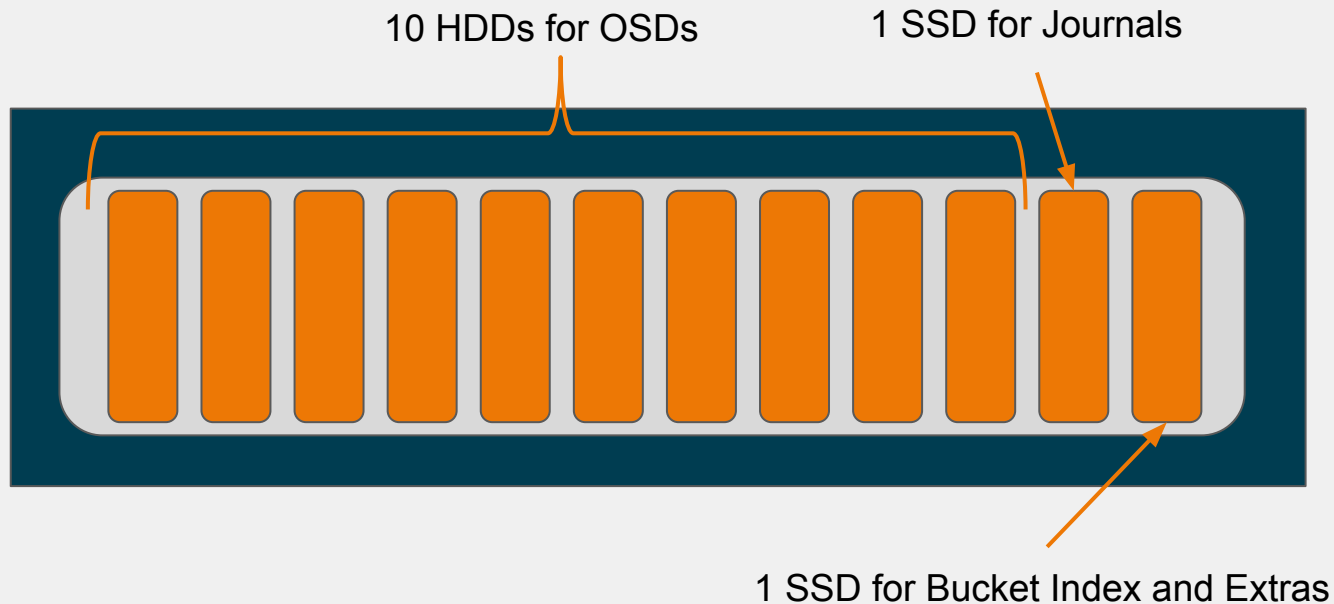 10 HDDs for OSDs
1 SSD for Journals
1 SSD for Bucket Index and Extras